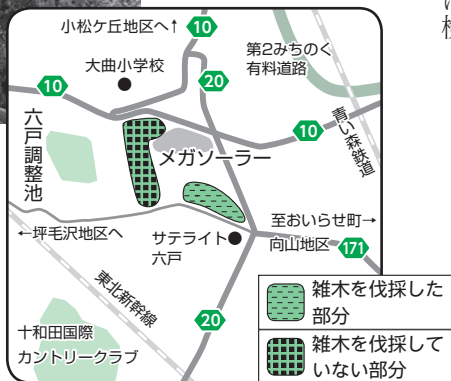 小松ケ丘地区へ↑
10
大曲小学校
20
第2みちのく
有料道路
10
10
青い森鉄道
六戸調整池
メガソーラー
至おいらせ町→
←坪毛沢地区へ
サテライト
六戸
向山地区
171
東北新幹線
20
十和田国際
カントリークラブ
雑木を伐採した
部分
雑木を伐採して
いない部分